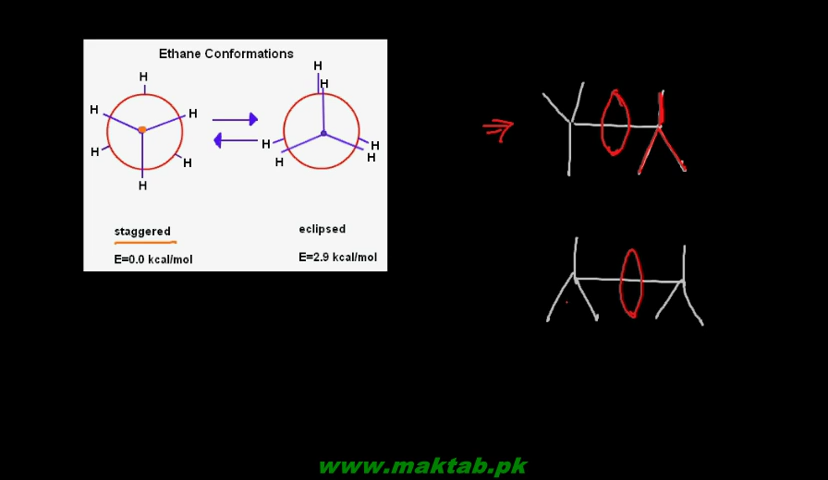 Ethane Conformations
H
H
H
H
H
H
H
H
H
H
H
H
staggered
eclipsed
E=0.0 kcal/mol
E=2.9 kcal/mol
www.maktab.pk